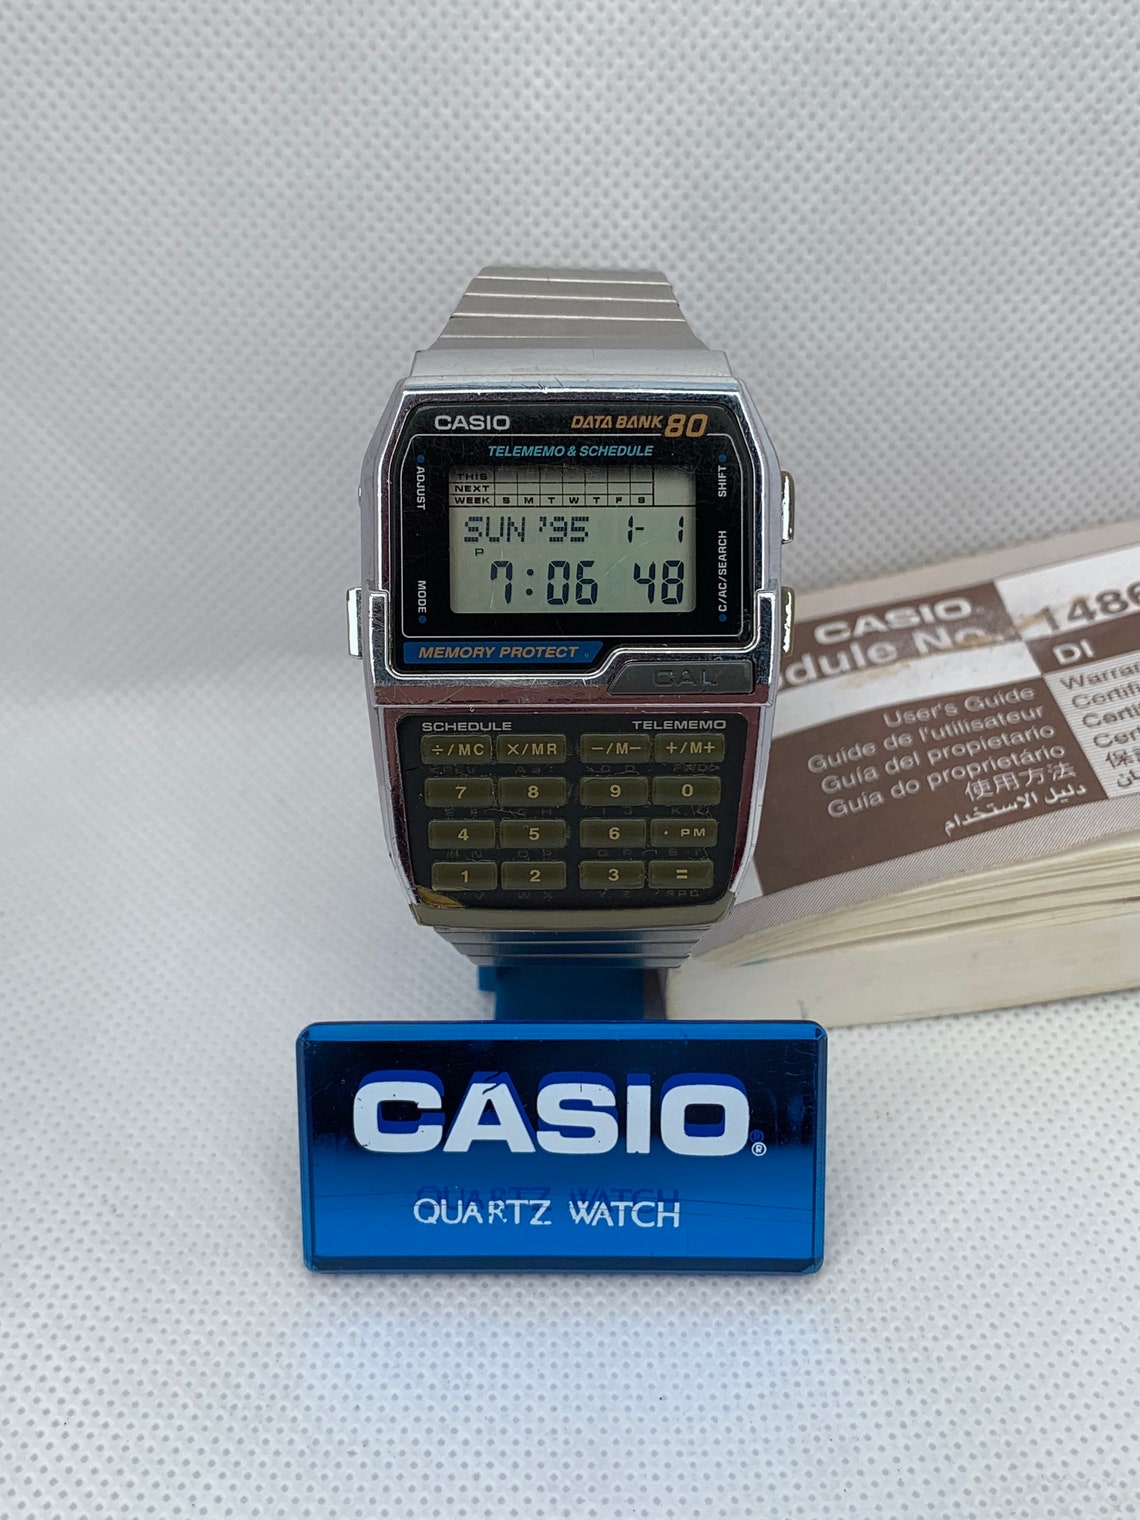 CASIO DATA BANK 80
TELEMEMO & SCHEDULE
ADJUST
SHIFT
THIS
NEXT
WEEK S M T W T F S
SUN '95 1- 1
P
7:06 48
MODE
C/AC/SEARCH
MEMORY PROTECT
CAL
SCHEDULE TELEMEMO
÷/MC ×/MR −/M− +/M+
7 8 9 0
4 5 6 · PM
1 2 3 =
W X Y Z /SPC
CASIO
Module No. 1486
DI
User's Guide
Guide de l'utilisateur
Guía del propietario
Guia do proprietário
使用方法
دليل الاستخدام
CASIO®
QUARTZ WATCH